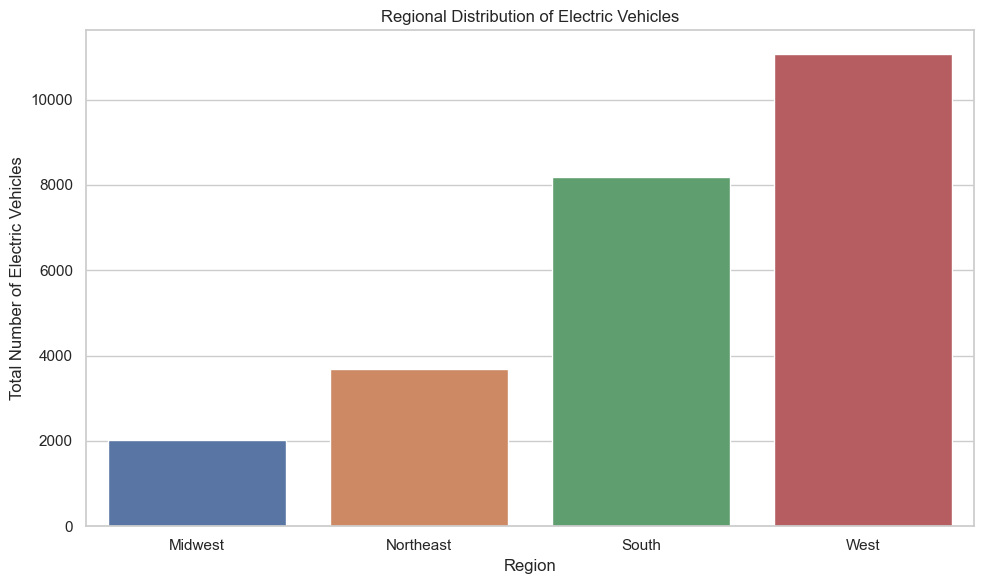 Regional Distribution of Electric Vehicles
Total Number of Electric Vehicles
10000
8000
6000
4000
2000
0
Midwest Northeast South West
Region